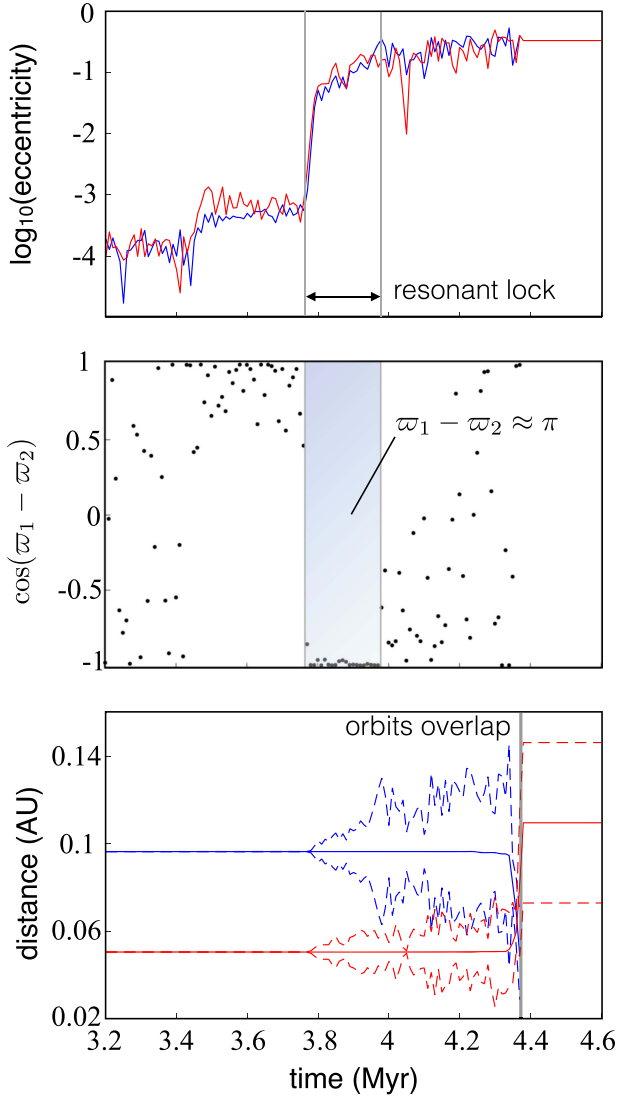 0
-1
-2
-3
-4
log₁₀(eccentricity)
resonant lock
1
0.5
0
-0.5
-1
cos(ϖ₁ − ϖ₂)
ϖ₁ − ϖ₂ ≈ π
orbits overlap
0.14
0.1
0.06
0.02
distance (AU)
3.2 3.4 3.6 3.8 4 4.2 4.4 4.6
time (Myr)